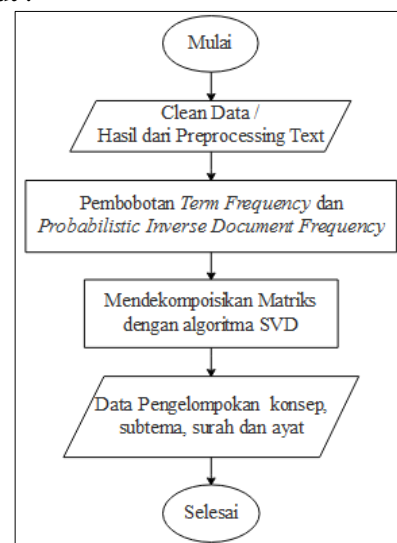 Mulai
Clean Data /
Hasil dari Preprocessing Text
Pembobotan Term Frequency dan
Probabilistic Inverse Document Frequency
Mendekompoisikan Matriks
dengan algoritma SVD
Data Pengelompokan konsep,
subtema, surah dan ayat
Selesai